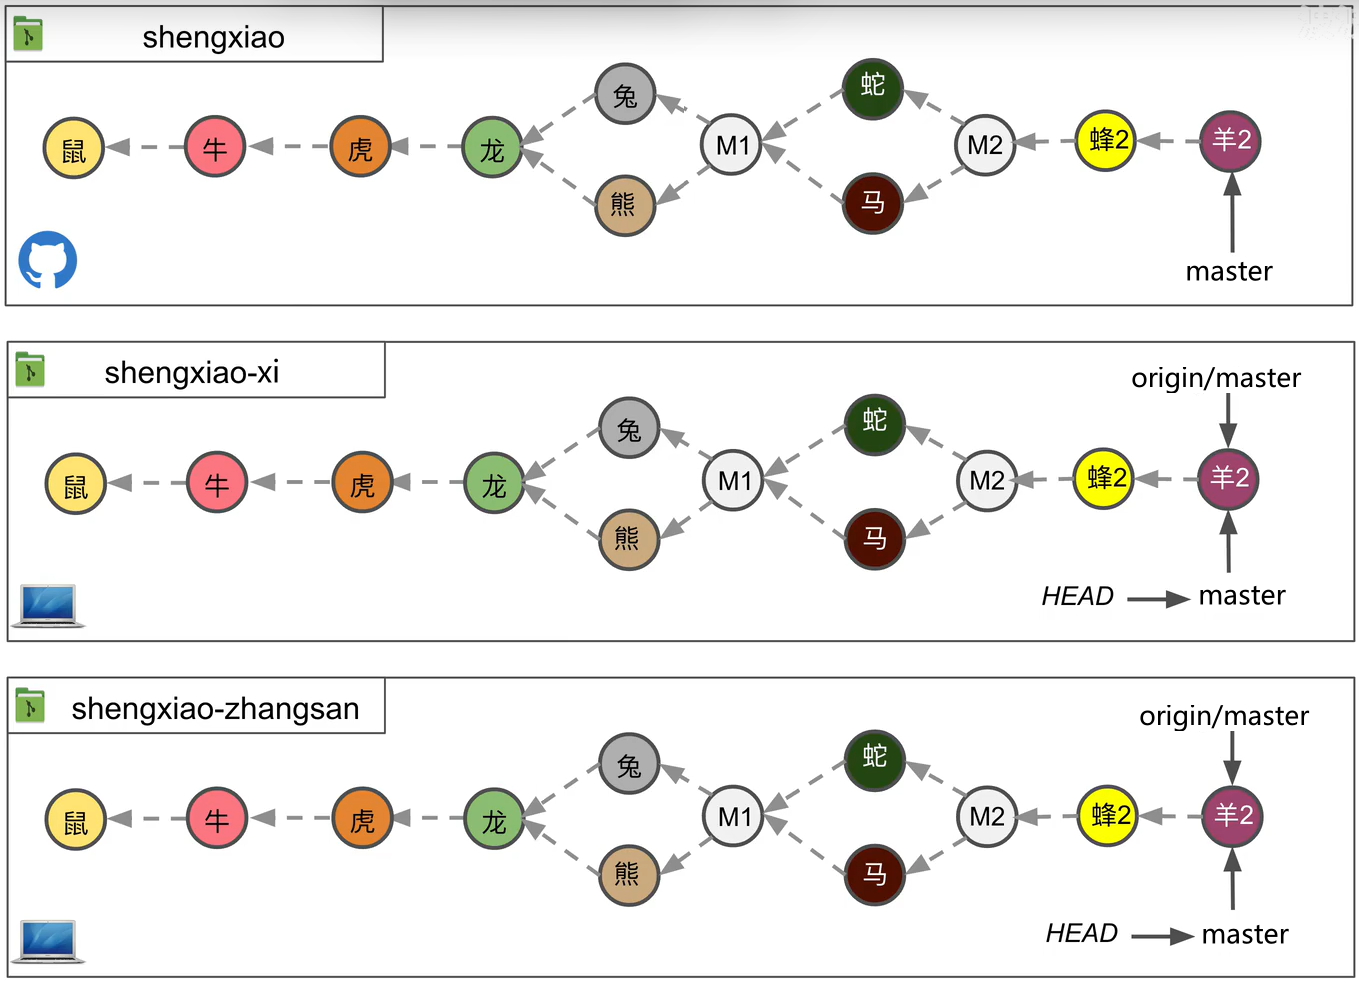 shengxiao
鼠 牛 虎 龙 兔 熊 M1 蛇 马 M2 蜂2 羊2
master
shengxiao-xi
origin/master
鼠 牛 虎 龙 兔 熊 M1 蛇 马 M2 蜂2 羊2
HEAD master
shengxiao-zhangsan
origin/master
鼠 牛 虎 龙 兔 熊 M1 蛇 马 M2 蜂2 羊2
HEAD master